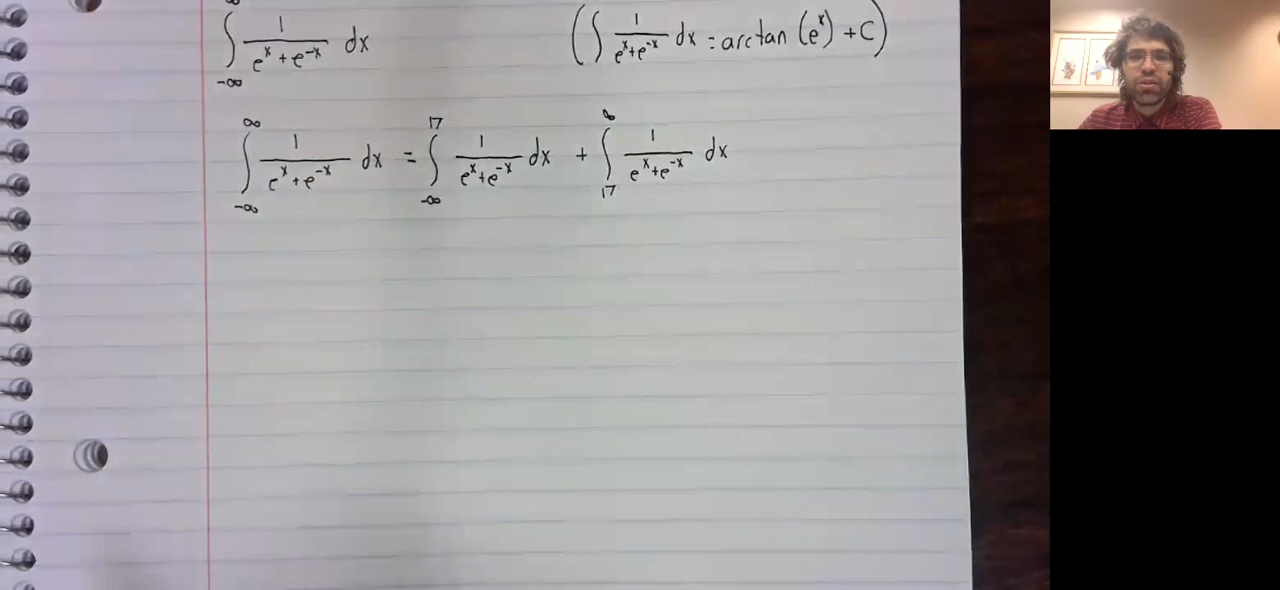 ∫_{-∞}^{∞} 1/(e^x + e^{-x}) dx (∫ 1/(e^x+e^{-x}) dx = arctan(e^x) + C)
∫_{-∞}^{∞} 1/(e^x+e^{-x}) dx = ∫_{-∞}^{17} 1/(e^x+e^{-x}) dx + ∫_{17}^{∞} 1/(e^x+e^{-x}) dx